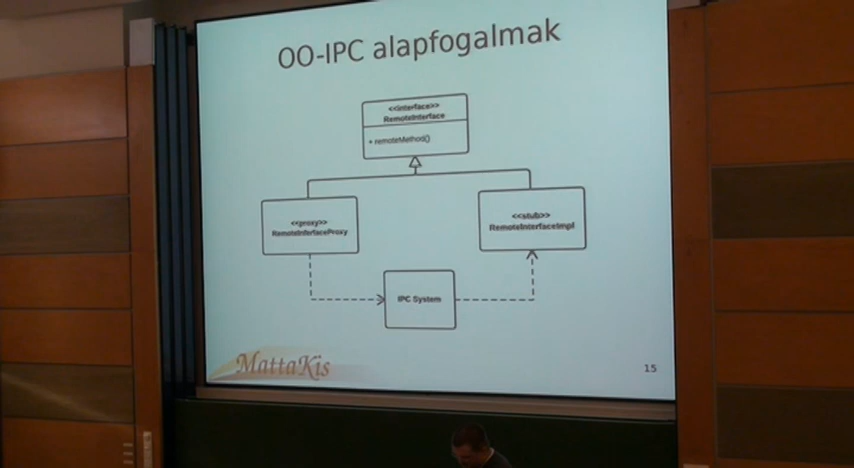 OO-IPC alapfogalmak
<<interface>>
RemoteInterface
+ remoteMethod()
<<proxy>>
RemoteInterfaceProxy
<<stub>>
RemoteInterfaceImpl
IPC System
MattaKis
15